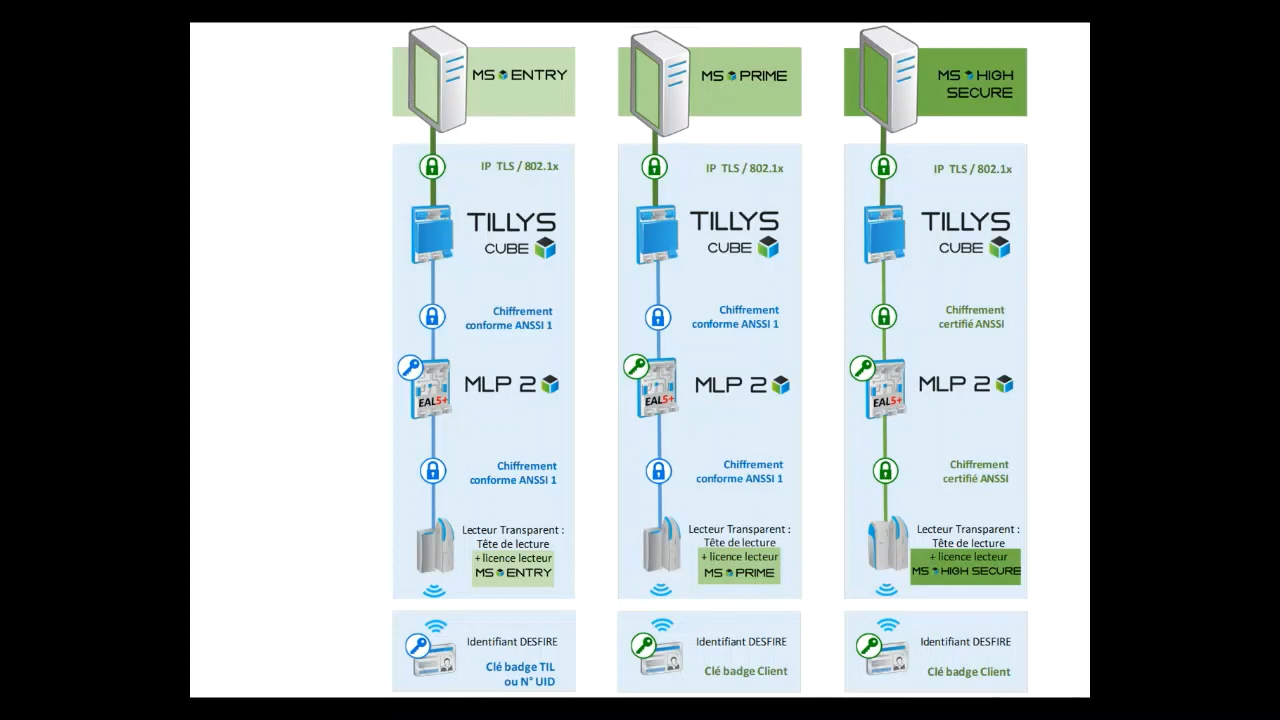 MS ENTRY
IP TLS / 802.1x
TILLYS
CUBE
Chiffrement
conforme ANSSI 1
MLP 2
EAL5+
Chiffrement
conforme ANSSI 1
Lecteur Transparent :
Tête de lecture
+ licence lecteur
MS ENTRY
Identifiant DESFIRE
Clé badge TIL
ou N° UID
MS PRIME
IP TLS / 802.1x
TILLYS
CUBE
Chiffrement
conforme ANSSI 1
MLP 2
EAL5+
Chiffrement
conforme ANSSI 1
Lecteur Transparent :
Tête de lecture
+ licence lecteur
MS PRIME
Identifiant DESFIRE
Clé badge Client
MS HIGH
SECURE
IP TLS / 802.1x
TILLYS
CUBE
Chiffrement
certifié ANSSI
MLP 2
EAL5+
Chiffrement
certifié ANSSI
Lecteur Transparent :
Tête de lecture
+ licence lecteur
MS HIGH SECURE
Identifiant DESFIRE
Clé badge Client